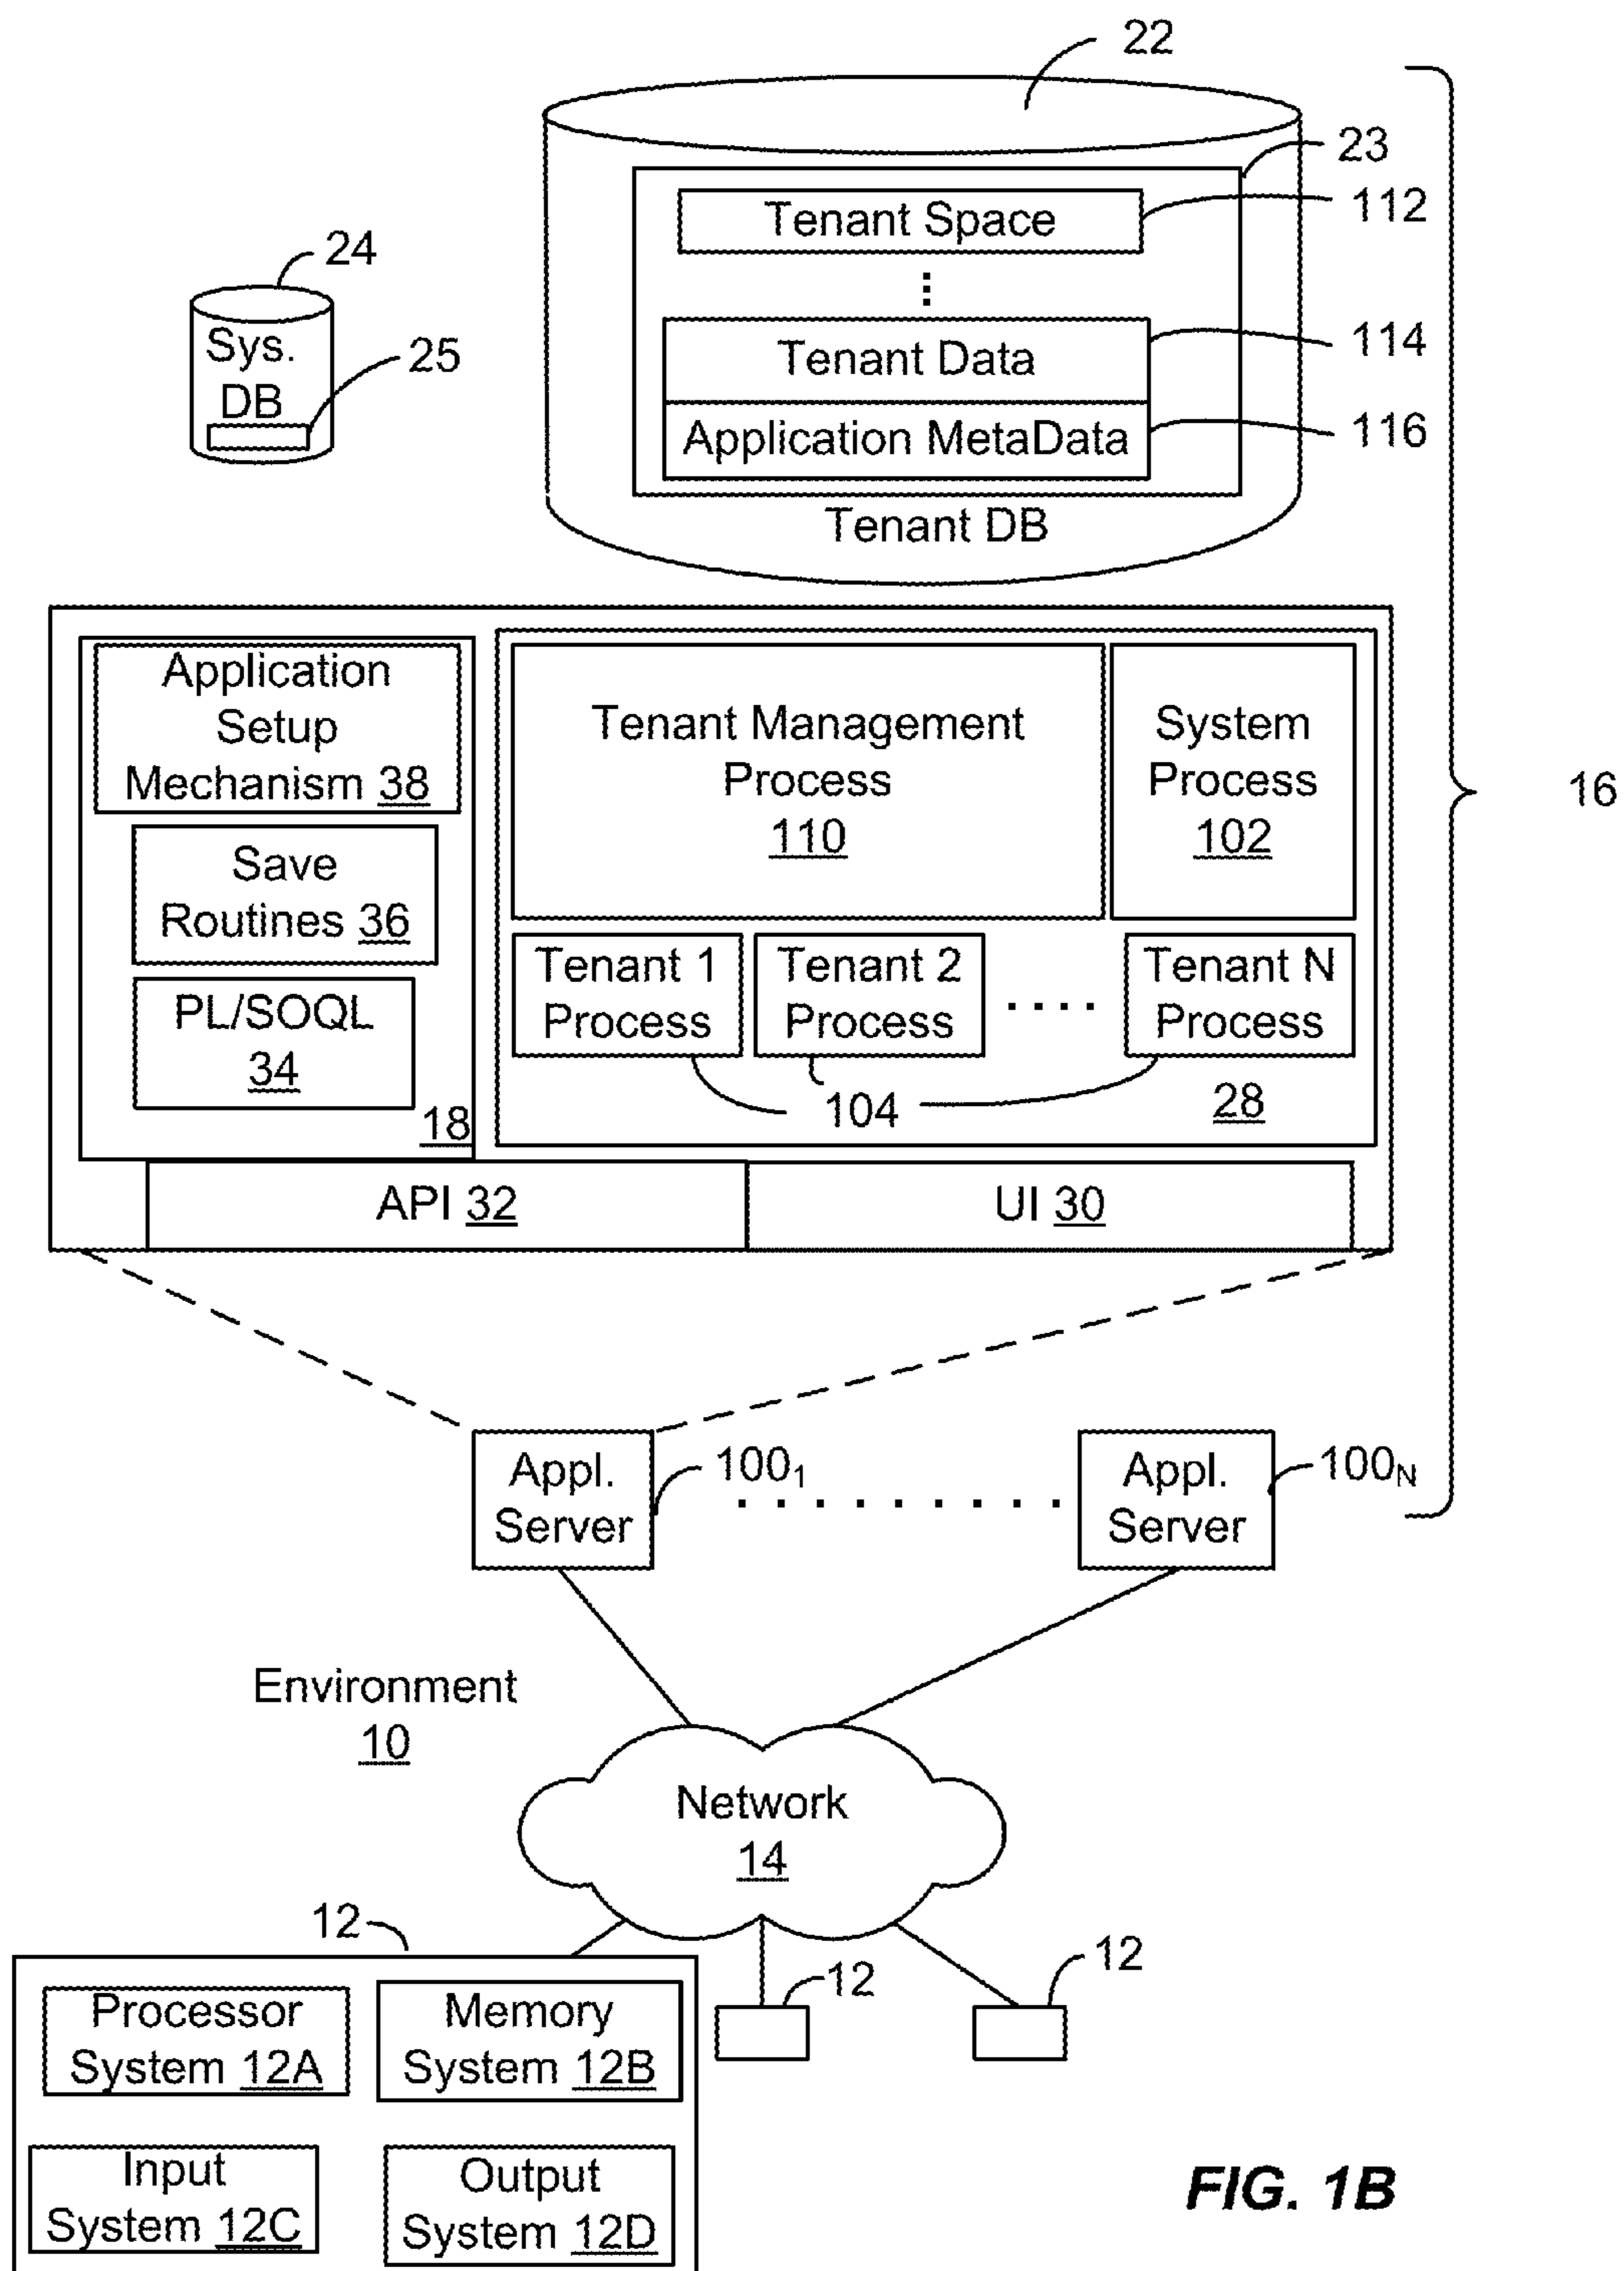 22
23
Tenant Space
112
24
Sys.
DB
25
Tenant Data
114
Application MetaData
116
Tenant DB
Application
Setup
Mechanism 38
Tenant Management
Process
110
System
Process
102
16
Save
Routines 36
PL/SOQL
34
18
Tenant 1
Process
Tenant 2
Process
Tenant N
Process
104
28
API 32
UI 30
Appl.
Server
100₁
Appl.
Server
100N
Environment
10
Network
14
12
12
12
Processor
System 12A
Memory
System 12B
Input
System 12C
Output
System 12D
FIG. 1B